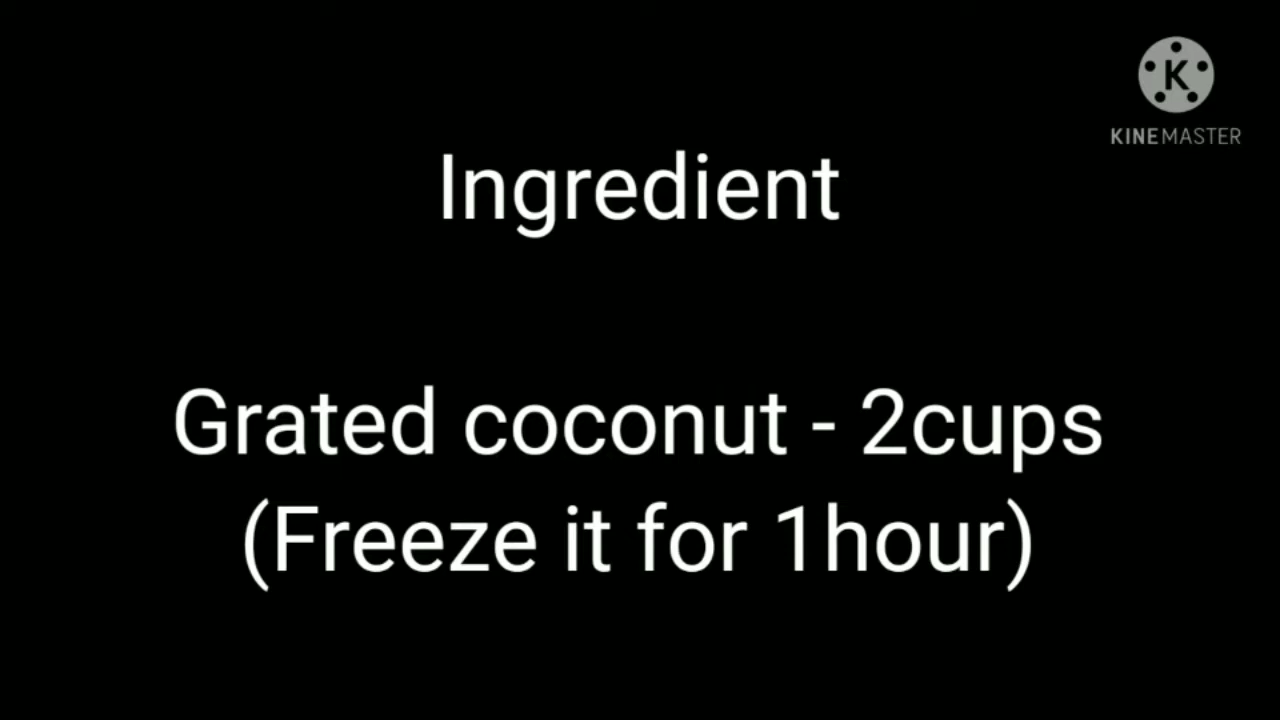 K
KINEMASTER
Ingredient
Grated coconut - 2cups
(Freeze it for 1hour)